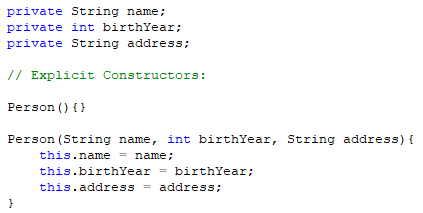 private String name;
private int birthYear;
private String address;
// Explicit Constructors:
Person(){}
Person(String name, int birthYear, String address){
this.name = name;
this.birthYear = birthYear;
this.address = address;
}